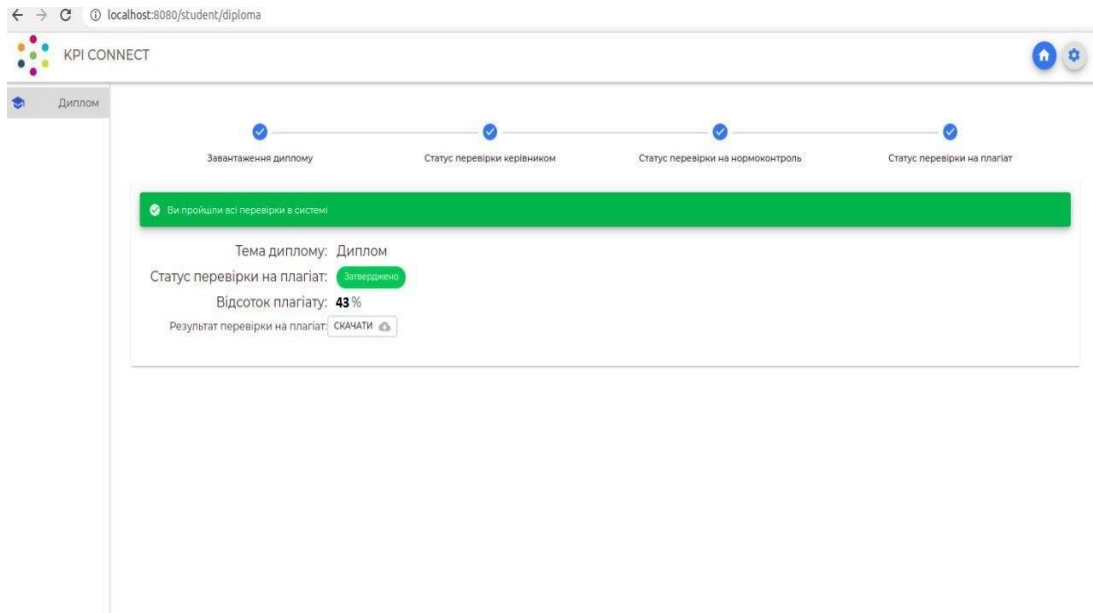 localhost:8080/student/diploma
KPI CONNECT
Диплом
Завантаження диплому
Статус перевірки керівником
Статус перевірки на нормоконтроль
Статус перевірки на плагіат
Ви пройшли всі перевірки в системі
Тема диплому: Диплом
Статус перевірки на плагіат: Затверджено
Відсоток плагіату: 43 %
Результат перевірки на плагіат: СКАЧАТИ